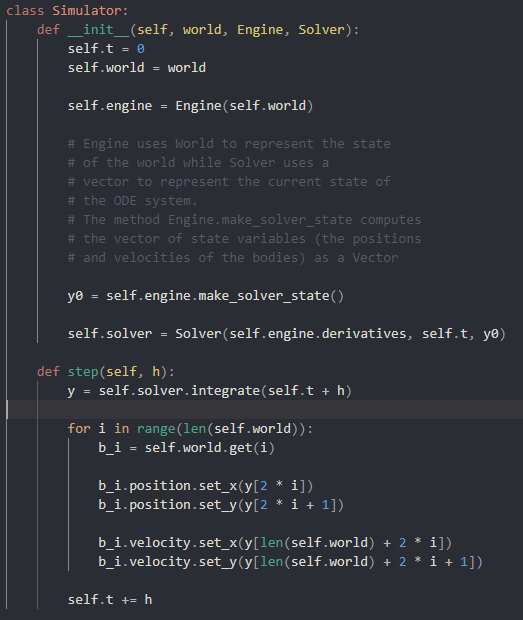 class Simulator:
    def __init__(self, world, Engine, Solver):
        self.t = 0
        self.world = world

        self.engine = Engine(self.world)

        # Engine uses World to represent the state
        # of the world while Solver uses a
        # vector to represent the current state of
        # the ODE system.
        # The method Engine.make_solver_state computes
        # the vector of state variables (the positions
        # and velocities of the bodies) as a Vector

        y0 = self.engine.make_solver_state()

        self.solver = Solver(self.engine.derivatives, self.t, y0)

    def step(self, h):
        y = self.solver.integrate(self.t + h)

        for i in range(len(self.world)):
            b_i = self.world.get(i)

            b_i.position.set_x(y[2 * i])
            b_i.position.set_y(y[2 * i + 1])

            b_i.velocity.set_x(y[len(self.world) + 2 * i])
            b_i.velocity.set_y(y[len(self.world) + 2 * i + 1])

        self.t += h